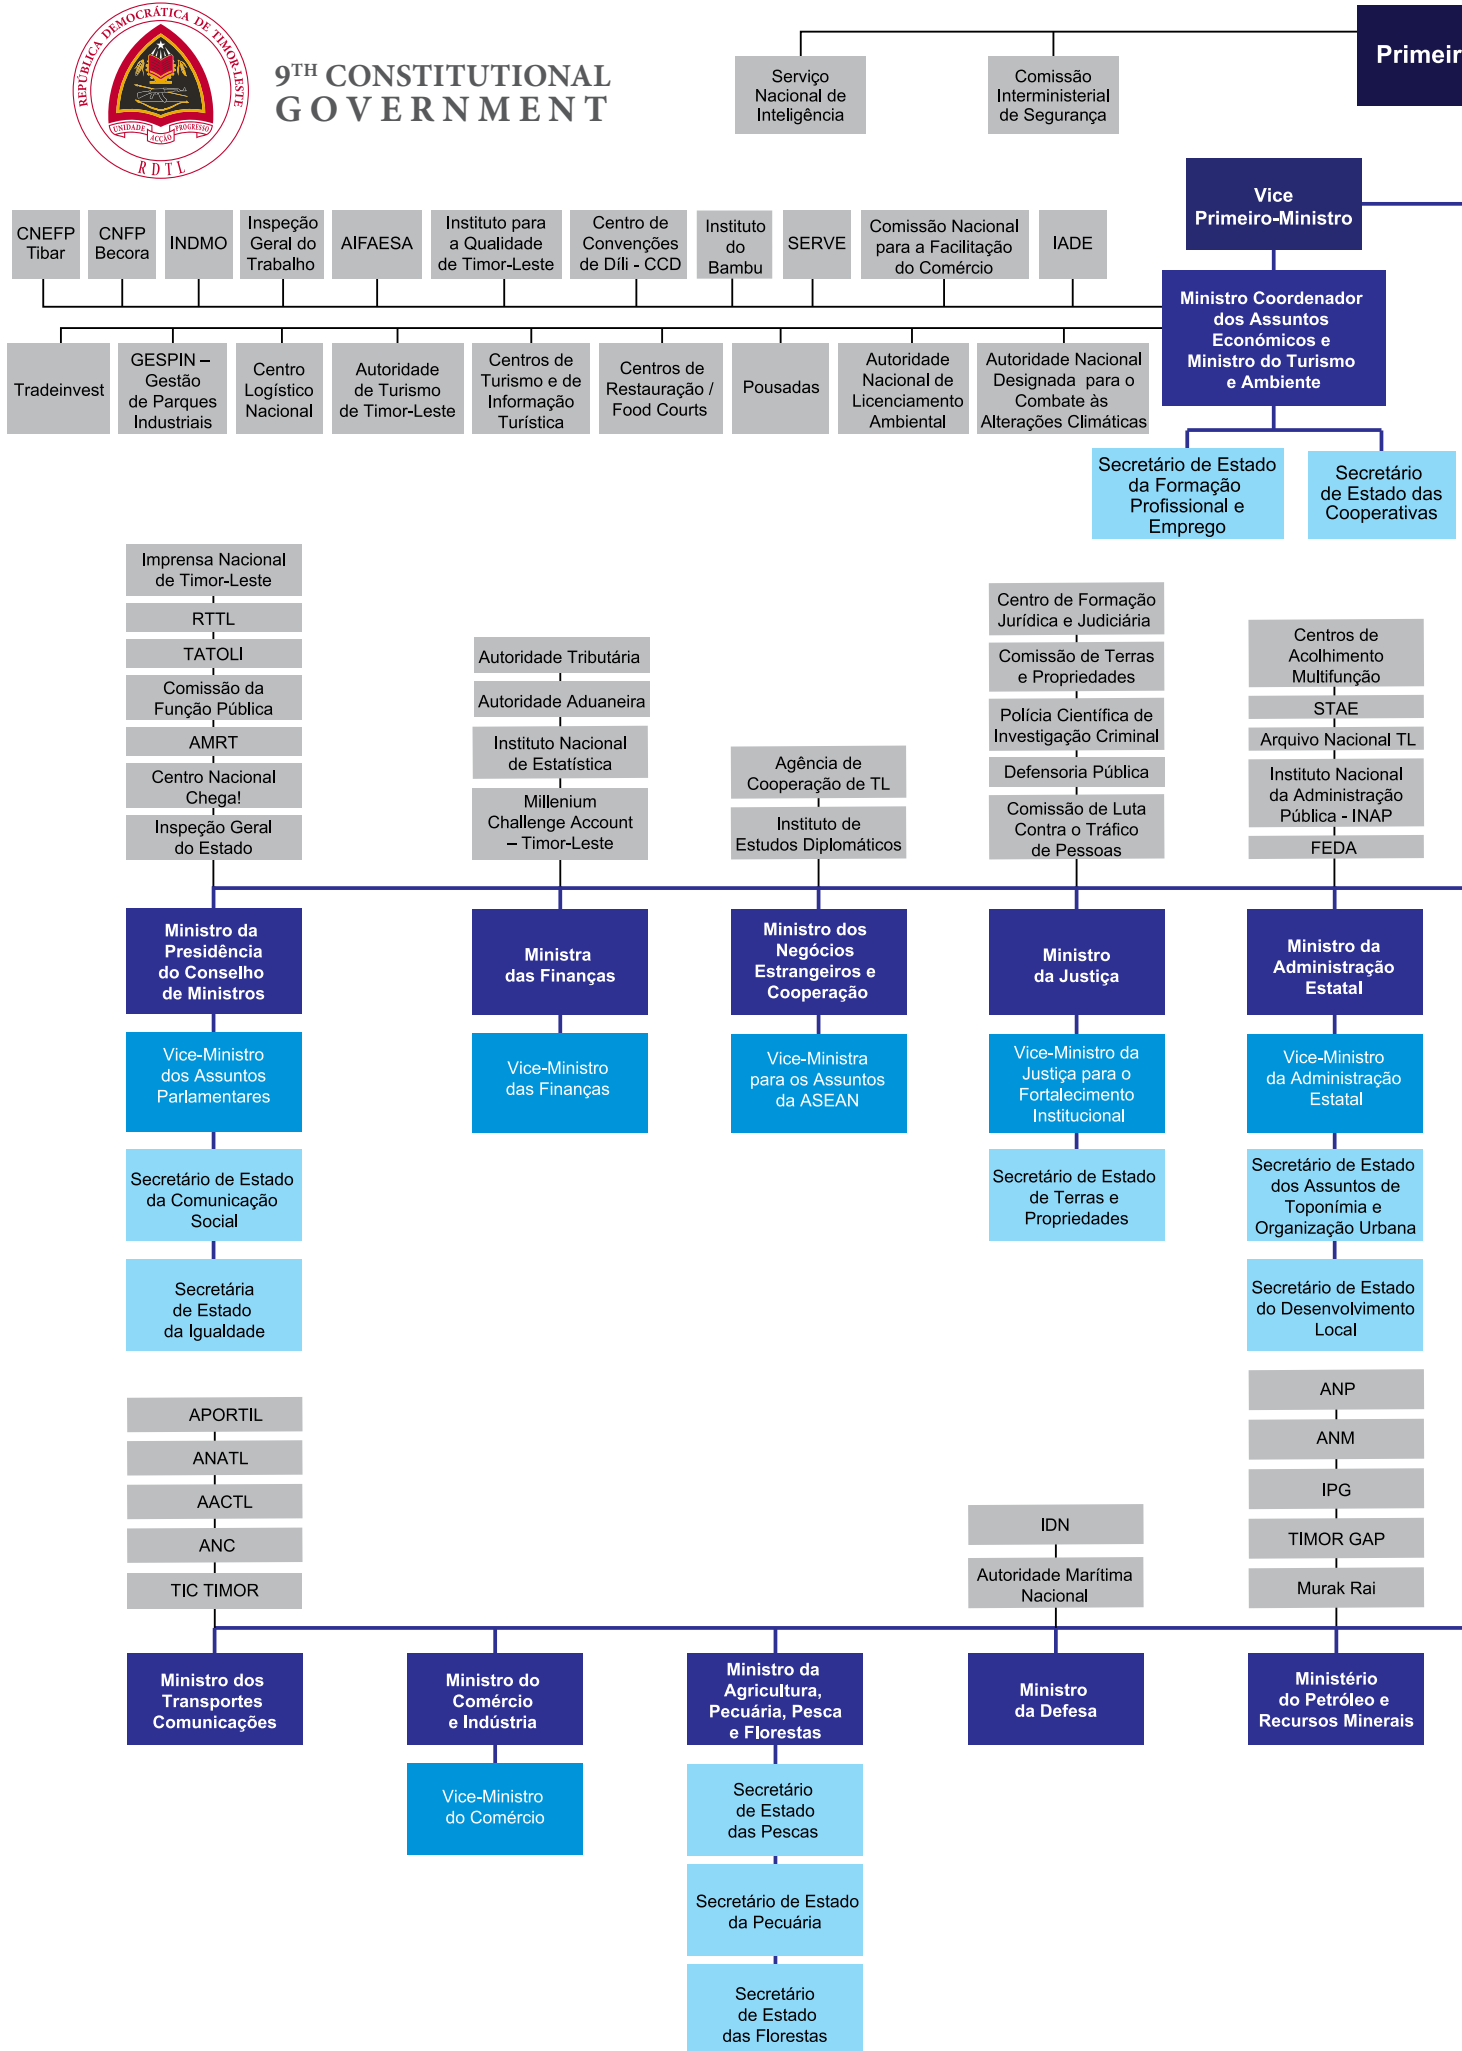 REPÚBLICA DEMOCRÁTICA DE TIMOR-LESTE
UNIDADE
ACÇÃO
PROGRESSO
RDTL
9TH CONSTITUTIONAL
GOVERNMENT
Serviço
Nacional de
Inteligência
Comissão
Interministerial
de Segurança
Primeir
Vice
Primeiro-Ministro
CNEFP
Tibar
CNFP
Becora
INDMO
Inspeção
Geral do
Trabalho
AIFAESA
Instituto para
a Qualidade
de Timor-Leste
Centro de
Convenções
de Díli - CCD
Instituto
do
Bambu
SERVE
Comissão Nacional
para a Facilitação
do Comércio
IADE
Ministro Coordenador
dos Assuntos
Económicos e
Ministro do Turismo
e Ambiente
Tradeinvest
GESPIN –
Gestão
de Parques
Industriais
Centro
Logístico
Nacional
Autoridade
de Turismo
de Timor-Leste
Centros de
Turismo e de
Informação
Turística
Centros de
Restauração /
Food Courts
Pousadas
Autoridade
Nacional de
Licenciamento
Ambiental
Autoridade Nacional
Designada para o
Combate às
Alterações Climáticas
Secretário de Estado
da Formação
Profissional e
Emprego
Secretário
de Estado das
Cooperativas
Imprensa Nacional
de Timor-Leste
RTTL
TATOLI
Comissão da
Função Pública
AMRT
Centro Nacional
Chega!
Inspeção Geral
do Estado
Autoridade Tributária
Autoridade Aduaneira
Instituto Nacional
de Estatística
Millenium
Challenge Account
– Timor-Leste
Agência de
Cooperação de TL
Instituto de
Estudos Diplomáticos
Centro de Formação
Jurídica e Judiciária
Comissão de Terras
e Propriedades
Polícia Científica de
Investigação Criminal
Defensoria Pública
Comissão de Luta
Contra o Tráfico
de Pessoas
Centros de
Acolhimento
Multifunção
STAE
Arquivo Nacional TL
Instituto Nacional
da Administração
Pública - INAP
FEDA
Ministro da
Presidência
do Conselho
de Ministros
Ministra
das Finanças
Ministro dos
Negócios
Estrangeiros e
Cooperação
Ministro
da Justiça
Ministro da
Administração
Estatal
Vice-Ministro
dos Assuntos
Parlamentares
Vice-Ministro
das Finanças
Vice-Ministra
para os Assuntos
da ASEAN
Vice-Ministro da
Justiça para o
Fortalecimento
Institucional
Vice-Ministro
da Administração
Estatal
Secretário de Estado
da Comunicação
Social
Secretário de Estado
de Terras e
Propriedades
Secretário de Estado
dos Assuntos de
Toponímia e
Organização Urbana
Secretária
de Estado
da Igualdade
Secretário de Estado
do Desenvolvimento
Local
APORTIL
ANATL
AACTL
ANC
TIC TIMOR
IDN
Autoridade Marítima
Nacional
ANP
ANM
IPG
TIMOR GAP
Murak Rai
Ministro dos
Transportes
Comunicações
Ministro do
Comércio
e Indústria
Ministro da
Agricultura,
Pecuária, Pesca
e Florestas
Ministro
da Defesa
Ministério
do Petróleo e
Recursos Minerais
Vice-Ministro
do Comércio
Secretário
de Estado
das Pescas
Secretário de Estado
da Pecuária
Secretário
de Estado
das Florestas